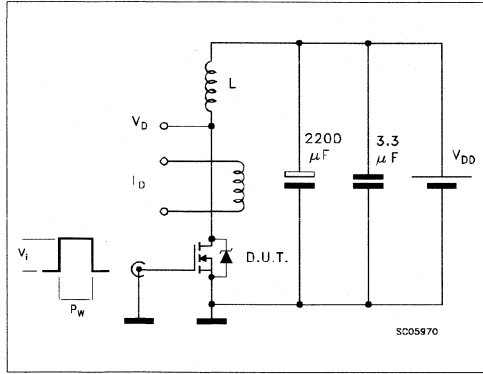 L
V_D
2200
μF
3.3
μF
V_DD
I_D
V_i
D.U.T.
P_W
SC05970